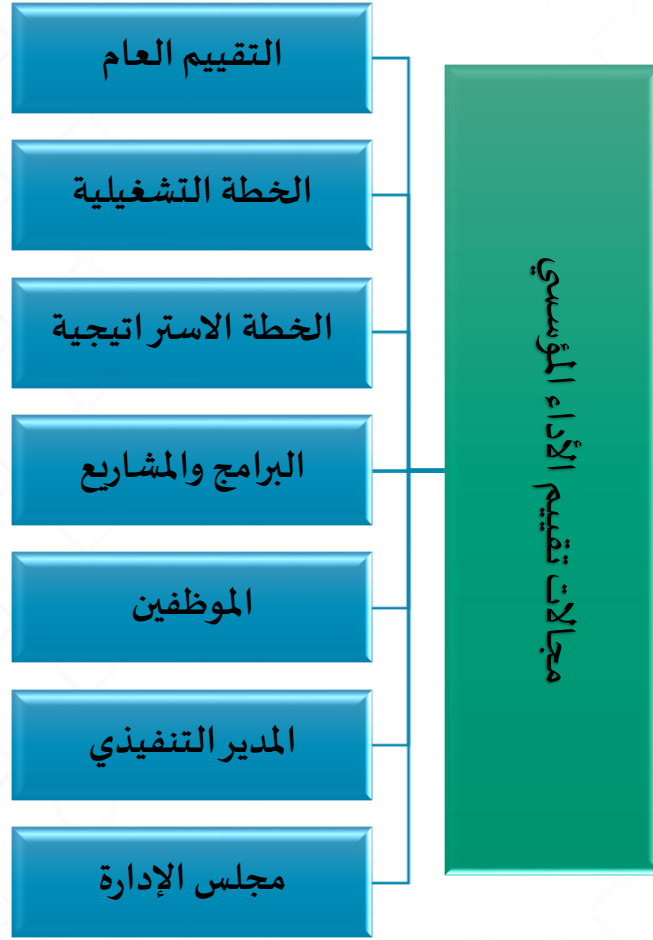 مجالات تقييم الأداء المؤسسي
التقييم العام
الخطة التشغيلية
الخطة الاستراتيجية
البرامج والمشاريع
الموظفين
المدير التنفيذي
مجلس الإدارة